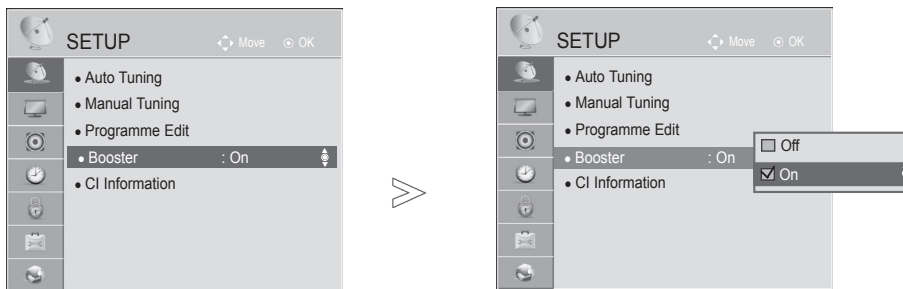 SETUP
Move OK
• Auto Tuning
• Manual Tuning
• Programme Edit
• Booster : On
• CI Information
SETUP
Move OK
• Auto Tuning
• Manual Tuning
• Programme Edit
• Booster : On
• CI Information
Off
On